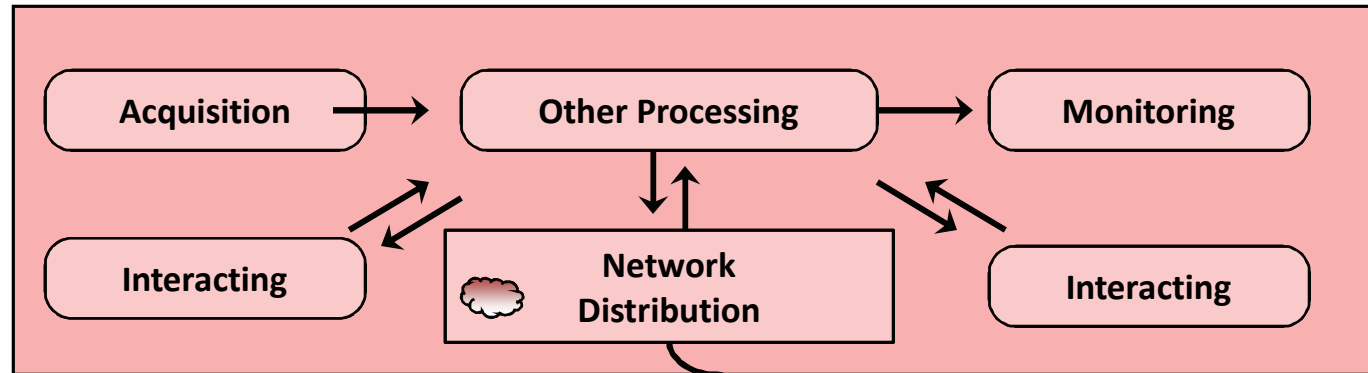 Acquisition
Other Processing
Monitoring
Interacting
Network
Distribution
Interacting